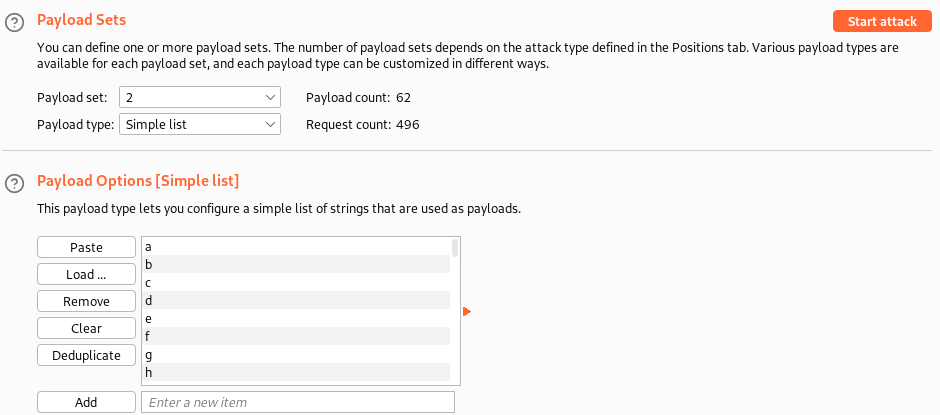 Payload Sets
Start attack
You can define one or more payload sets. The number of payload sets depends on the attack type defined in the Positions tab. Various payload types are
available for each payload set, and each payload type can be customized in different ways.
Payload set: 2 Payload count: 62
Payload type: Simple list Request count: 496
Payload Options [Simple list]
This payload type lets you configure a simple list of strings that are used as payloads.
Paste
Load ...
Remove
Clear
Deduplicate
a
b
c
d
e
f
g
h
Add
Enter a new item